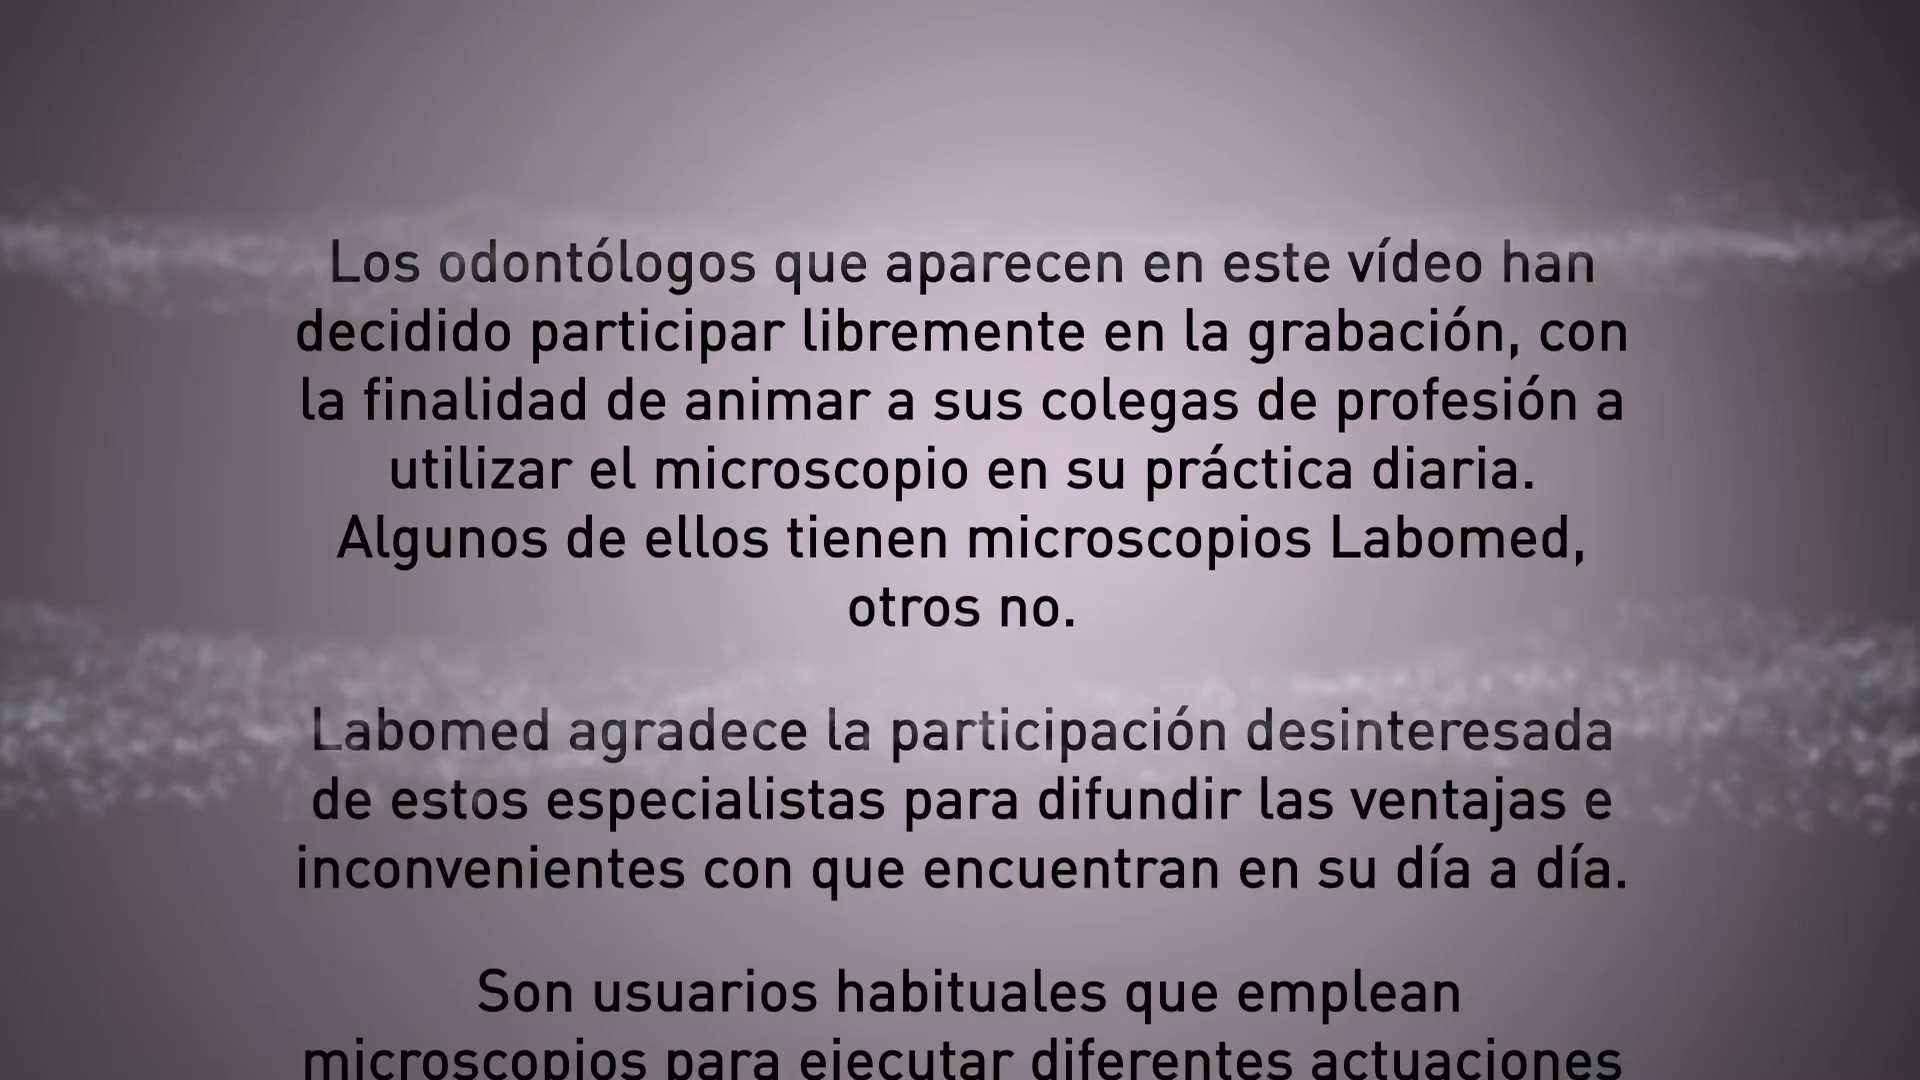 Los odontólogos que aparecen en este vídeo han
decidido participar libremente en la grabación, con
la finalidad de animar a sus colegas de profesión a
utilizar el microscopio en su práctica diaria.
Algunos de ellos tienen microscopios Labomed,
otros no.
Labomed agradece la participación desinteresada
de estos especialistas para difundir las ventajas e
inconvenientes con que encuentran en su día a día.
Son usuarios habituales que emplean
microscopios para ejecutar diferentes actuaciones